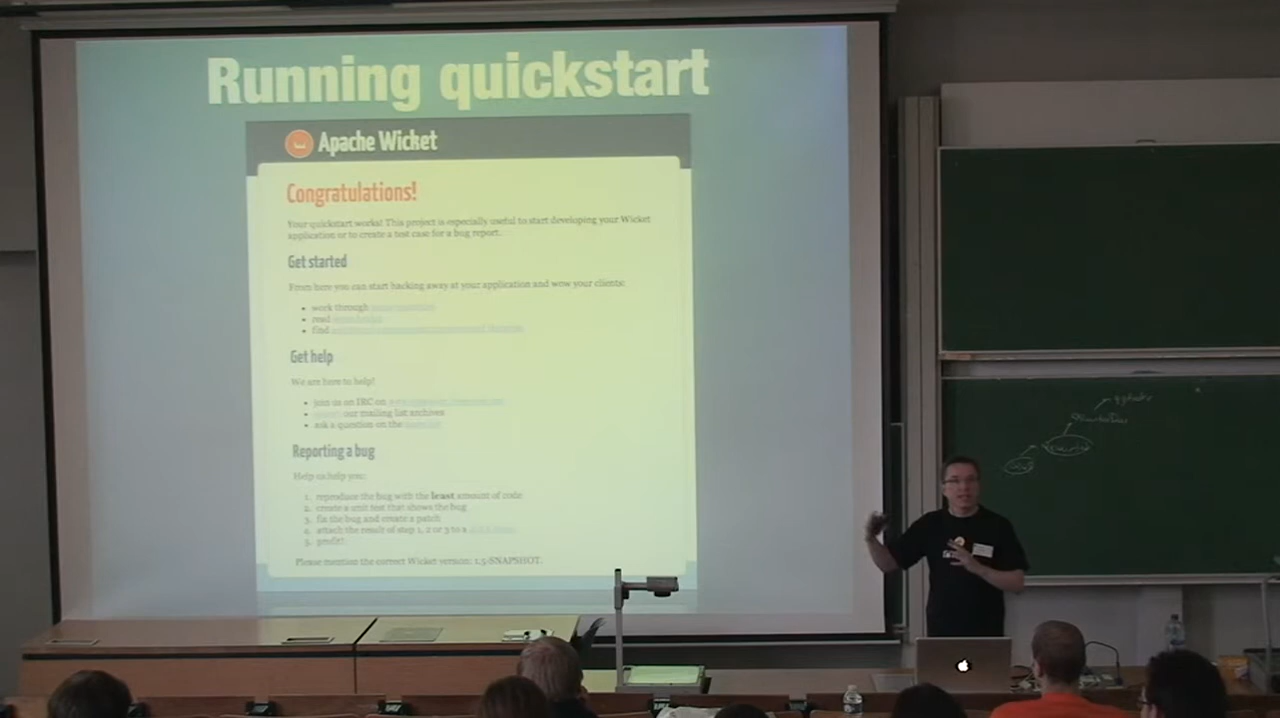 Running quickstart
Apache Wicket
Congratulations!
Your quickstart works! This project is especially useful to start developing your Wicket
application or to create a test case for a bug report.
Get started
From here you can start hacking away at your application and wow your clients:
• work through
• read
• find
Get help
We are here to help!
• join us on IRC on
• our mailing list archives
• ask a question on the
Reporting a bug
Help us help you:
1. reproduce the bug with the least amount of code
2. create a unit test that shows the bug
3. fix the bug and create a patch
4. attach the result of step 1, 2 or 3 to a
5. profit!
Please mention the correct Wicket version: 1.5-SNAPSHOT.